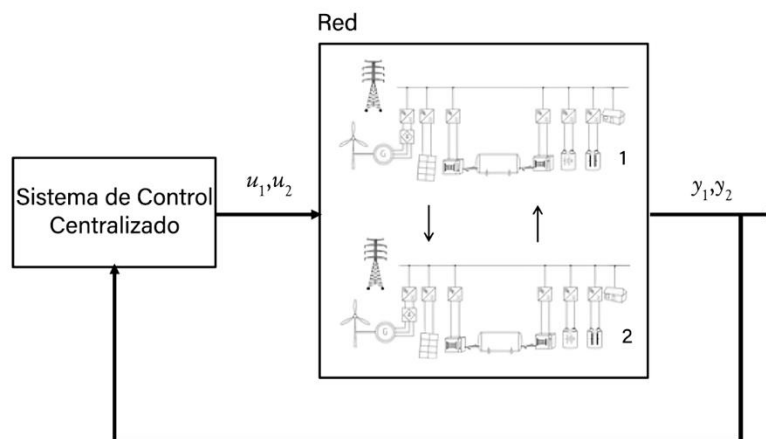 Red
1
Sistema de Control
Centralizado
u₁,u₂
y₁,y₂
G
2
G